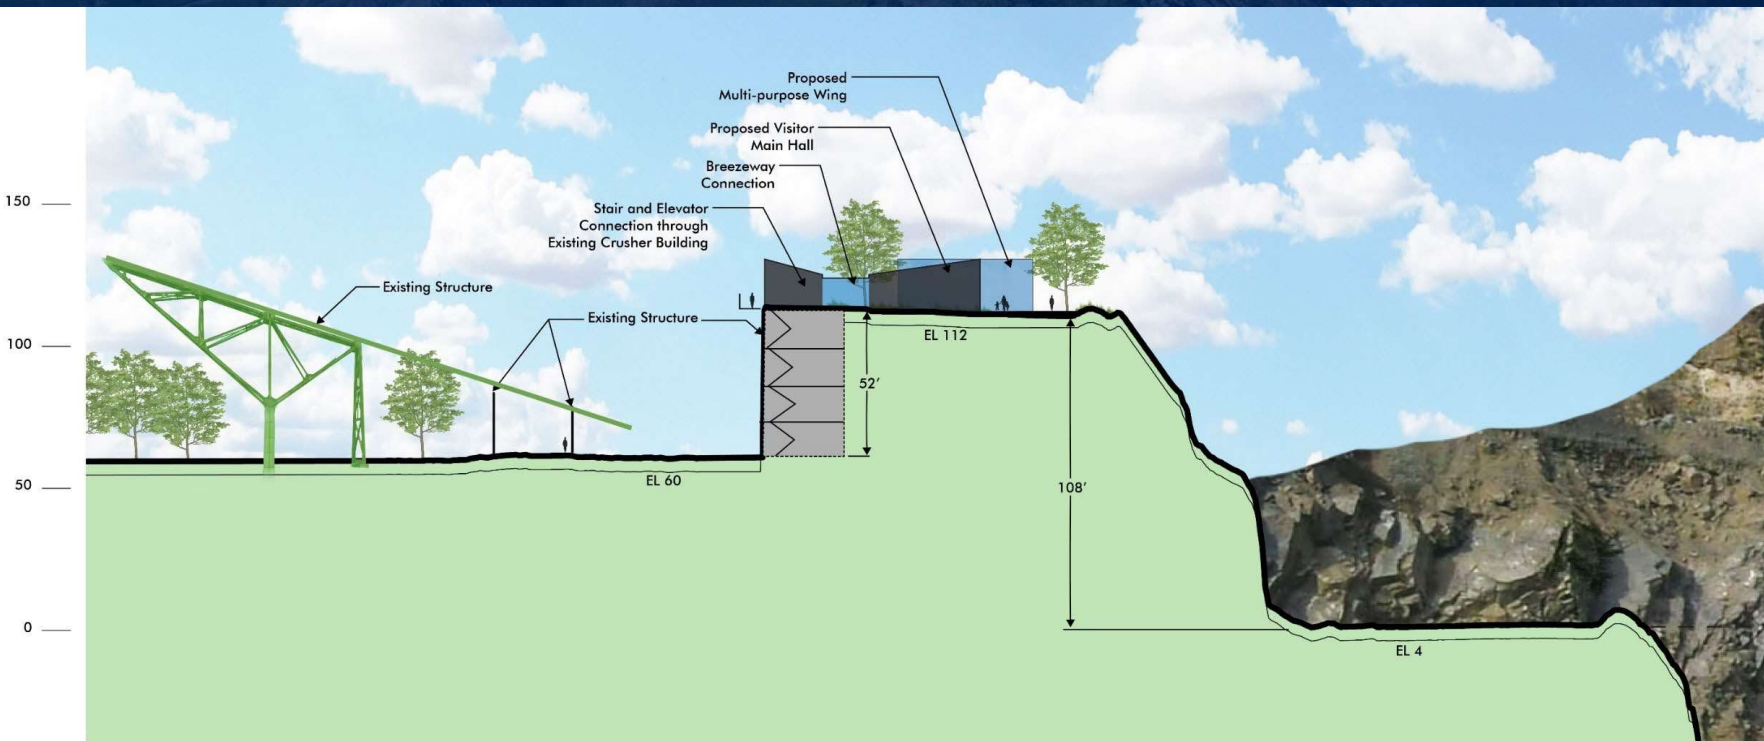 Proposed
Multi-purpose Wing
Proposed Visitor
Main Hall
Breezeway
Connection
Stair and Elevator
Connection through
Existing Crusher Building
Existing Structure
Existing Structure
150
100
50
0
EL 112
52’
EL 60
108’
EL 4